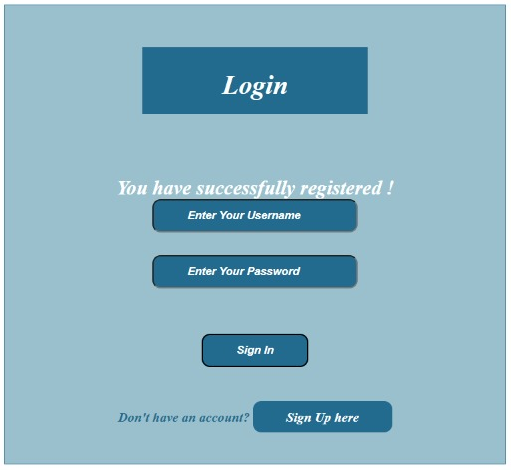 Login
You have successfully registered !
Enter Your Username
Enter Your Password
Sign In
Don't have an account? Sign Up here